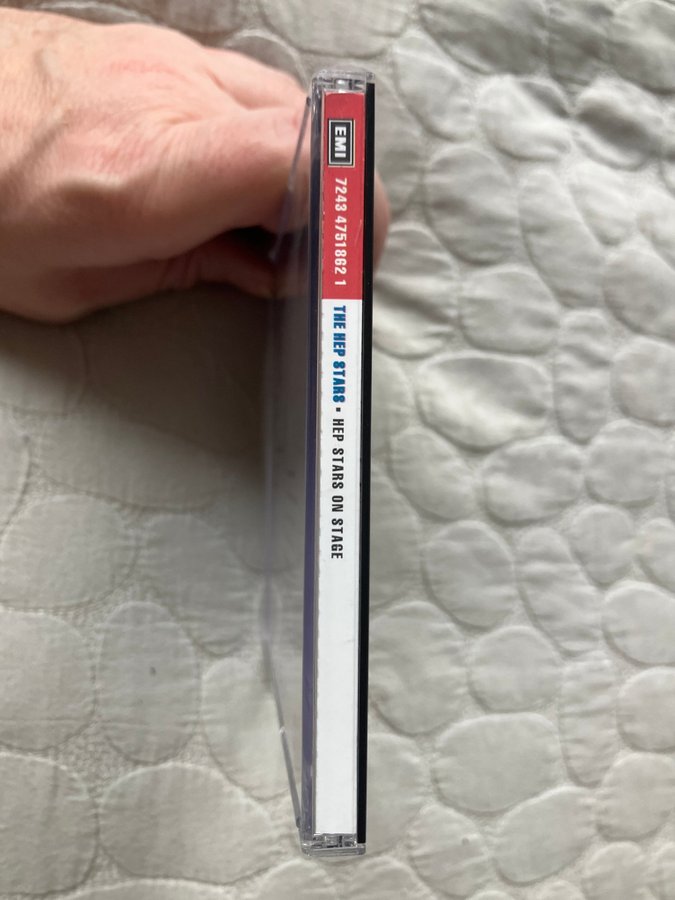 EMI 7243 4751862 1 THE HEP STARS • HEP STARS ON STAGE